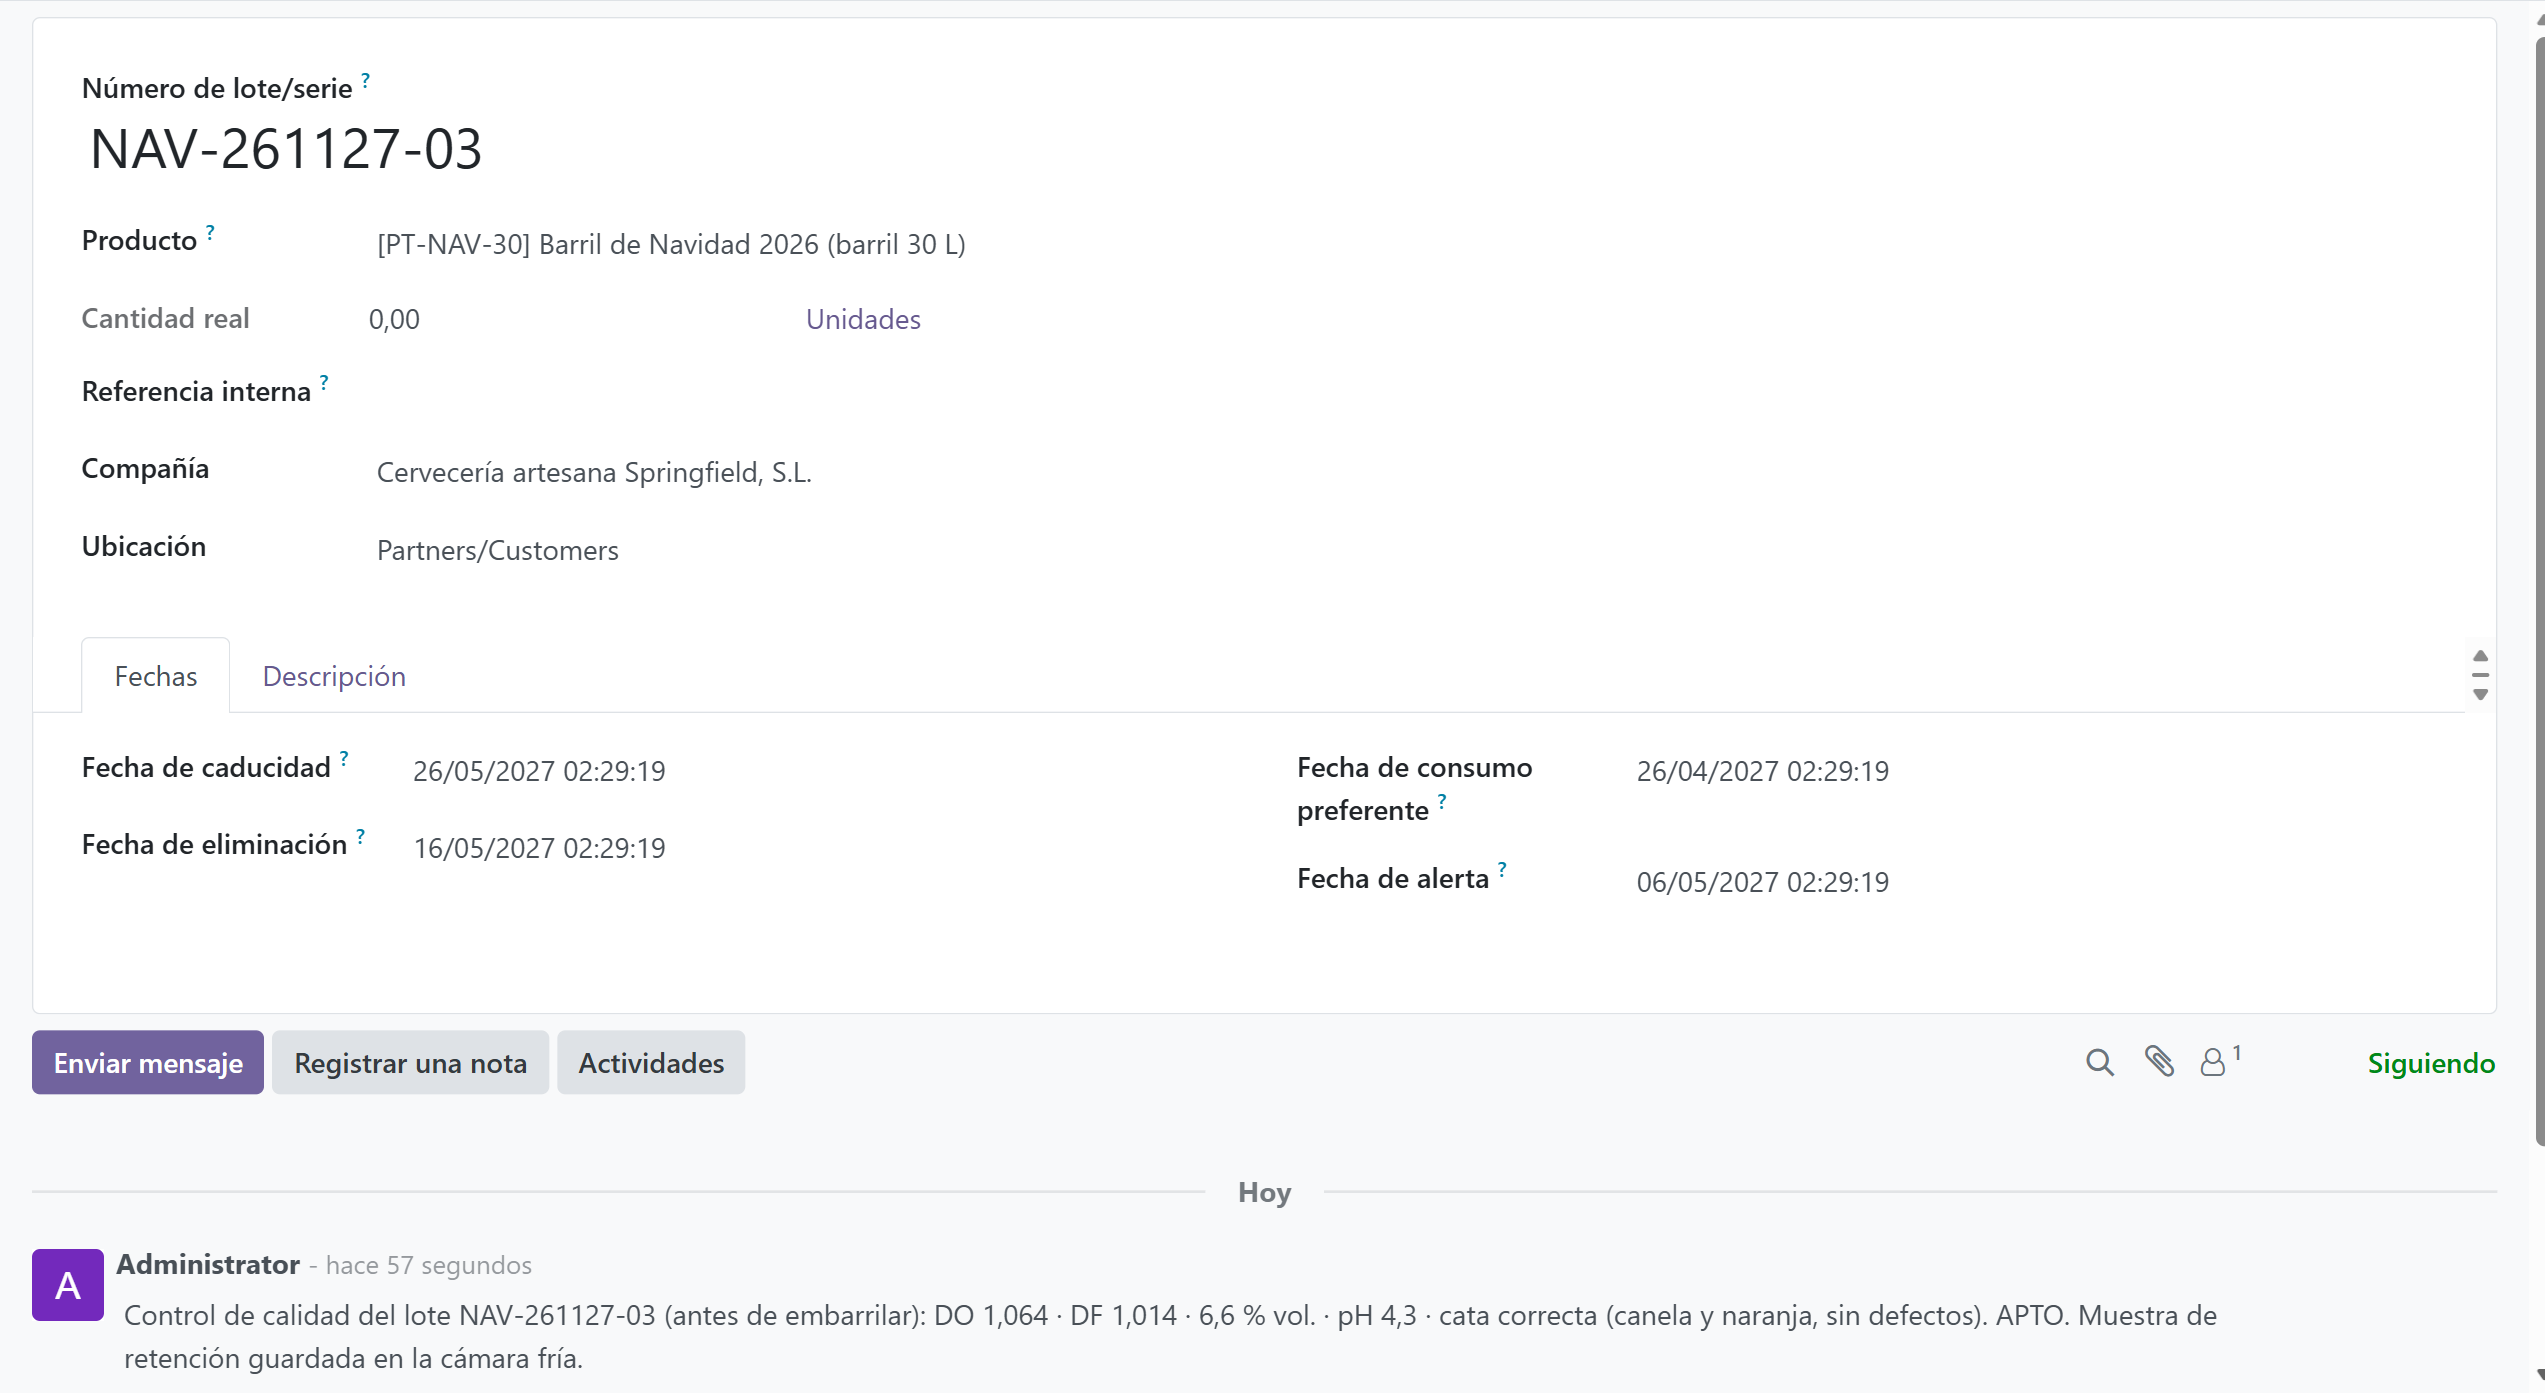 Número de lote/serie ?
NAV-261127-03
Producto ? [PT-NAV-30] Barril de Navidad 2026 (barril 30 L)
Cantidad real 0,00 Unidades
Referencia interna ?
Compañía Cervecería artesana Springfield, S.L.
Ubicación Partners/Customers
Fechas Descripción
Fecha de caducidad ? 26/05/2027 02:29:19
Fecha de eliminación ? 16/05/2027 02:29:19
Fecha de consumo preferente ? 26/04/2027 02:29:19
Fecha de alerta ? 06/05/2027 02:29:19
Enviar mensaje Registrar una nota Actividades 1 Siguiendo
Hoy
A Administrator - hace 57 segundos
Control de calidad del lote NAV-261127-03 (antes de embarrilar): DO 1,064 · DF 1,014 · 6,6 % vol. · pH 4,3 · cata correcta (canela y naranja, sin defectos). APTO. Muestra de
retención guardada en la cámara fría.